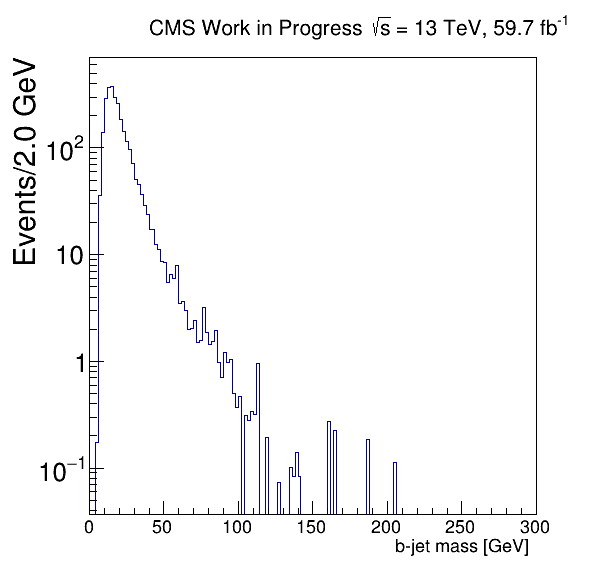 CMS Work in Progress √s = 13 TeV, 59.7 fb⁻¹
Events/2.0 GeV
10²
10
1
10⁻¹
0 50 100 150 200 250 300
b-jet mass [GeV]